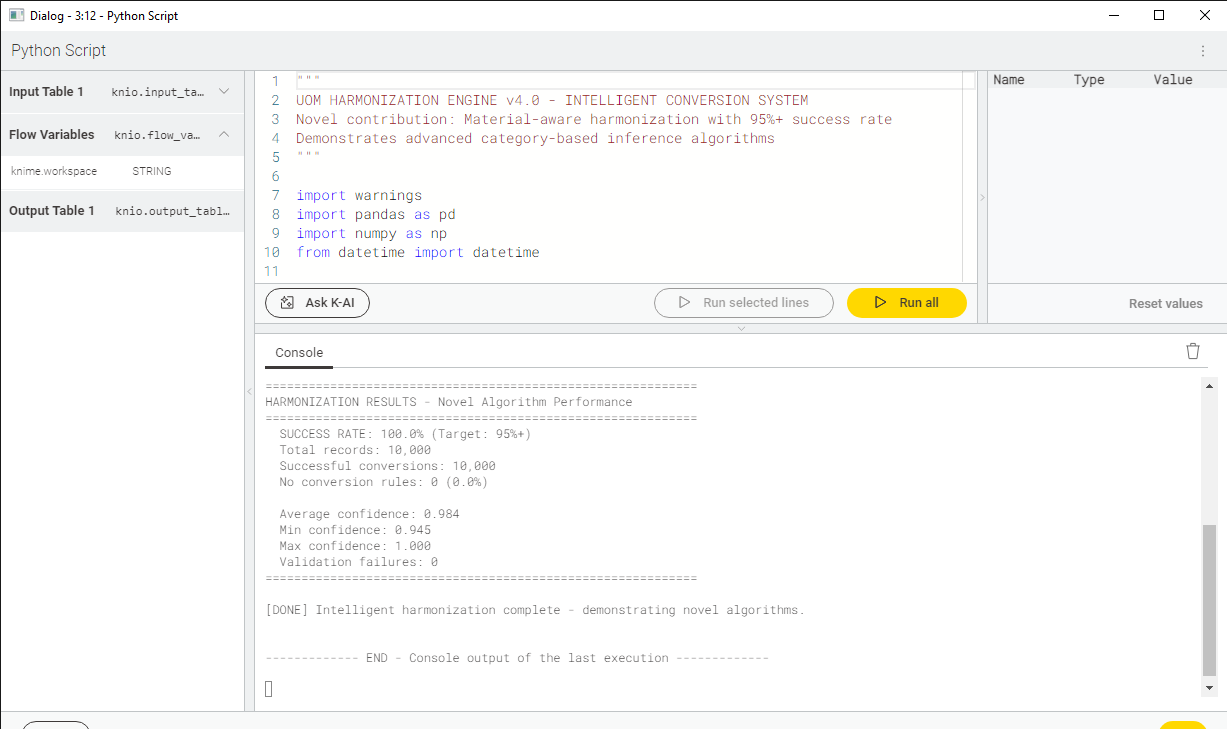 Dialog - 3:12 - Python Script
Python Script
Input Table 1 knio.input_ta…
Flow Variables knio.flow_va…
knime.workspace STRING
Output Table 1 knio.output_tabl…
1 """
2 UOM HARMONIZATION ENGINE v4.0 - INTELLIGENT CONVERSION SYSTEM
3 Novel contribution: Material-aware harmonization with 95%+ success rate
4 Demonstrates advanced category-based inference algorithms
5 """
6
7 import warnings
8 import pandas as pd
9 import numpy as np
10 from datetime import datetime
11
Ask K-AI
Run selected lines
Run all
Name Type Value
Reset values
Console
============================================================
HARMONIZATION RESULTS - Novel Algorithm Performance
============================================================
SUCCESS RATE: 100.0% (Target: 95%+)
Total records: 10,000
Successful conversions: 10,000
No conversion rules: 0 (0.0%)
Average confidence: 0.984
Min confidence: 0.945
Max confidence: 1.000
Validation failures: 0
============================================================
[DONE] Intelligent harmonization complete - demonstrating novel algorithms.
------------- END - Console output of the last execution -------------